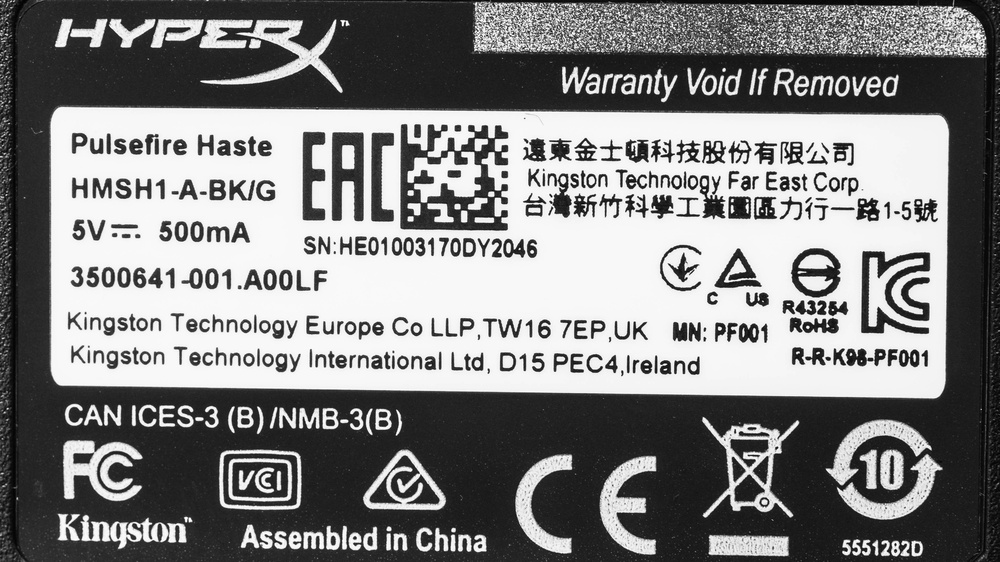 HYPERX™
Warranty Void If Removed
Pulsefire Haste
HMSH1-A-BK/G
5V⎓ 500mA
3500641-001.A00LF
EAC
SN:HE01003170DY2046
遠東金士頓科技股份有限公司
Kingston Technology Far East Corp.
台灣新竹科學工業園區力行一路1-5號
C US
R43254
RoHS
KC
Kingston Technology Europe Co LLP,TW16 7EP,UK
MN: PF001
Kingston Technology International Ltd, D15 PEC4,Ireland
R-R-K98-PF001
CAN ICES-3 (B) /NMB-3(B)
FC
VCI
CE
10
Kingston™
Assembled in China
5551282D